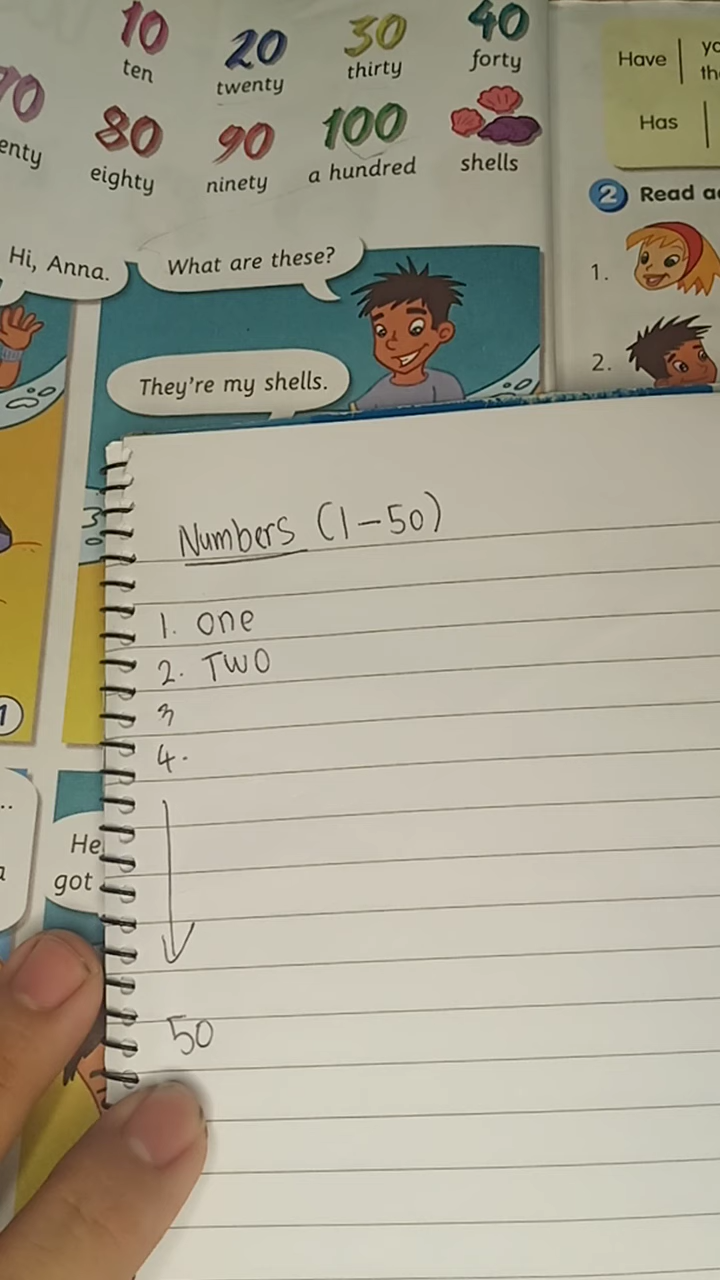 10 20 30 40
ten twenty thirty forty
80 90 100
eighty ninety a hundred shells
Have
Has
2 Read
Hi, Anna.
What are these?
1.
They're my shells.
2.
Numbers (1-50)
1. one
2. TWO
3
4.
50
1
He
got